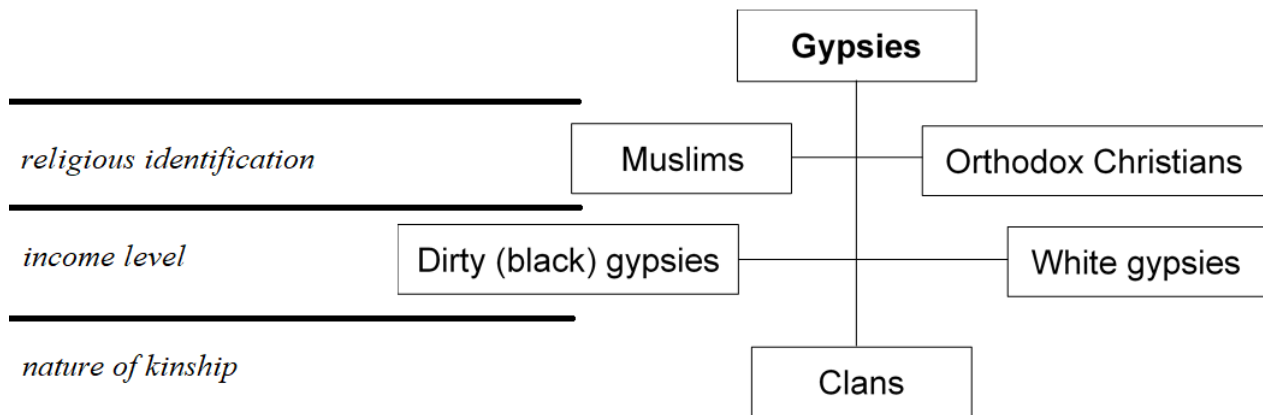 Gypsies
religious identification
Muslims
Orthodox Christians
income level
Dirty (black) gypsies
White gypsies
nature of kinship
Clans